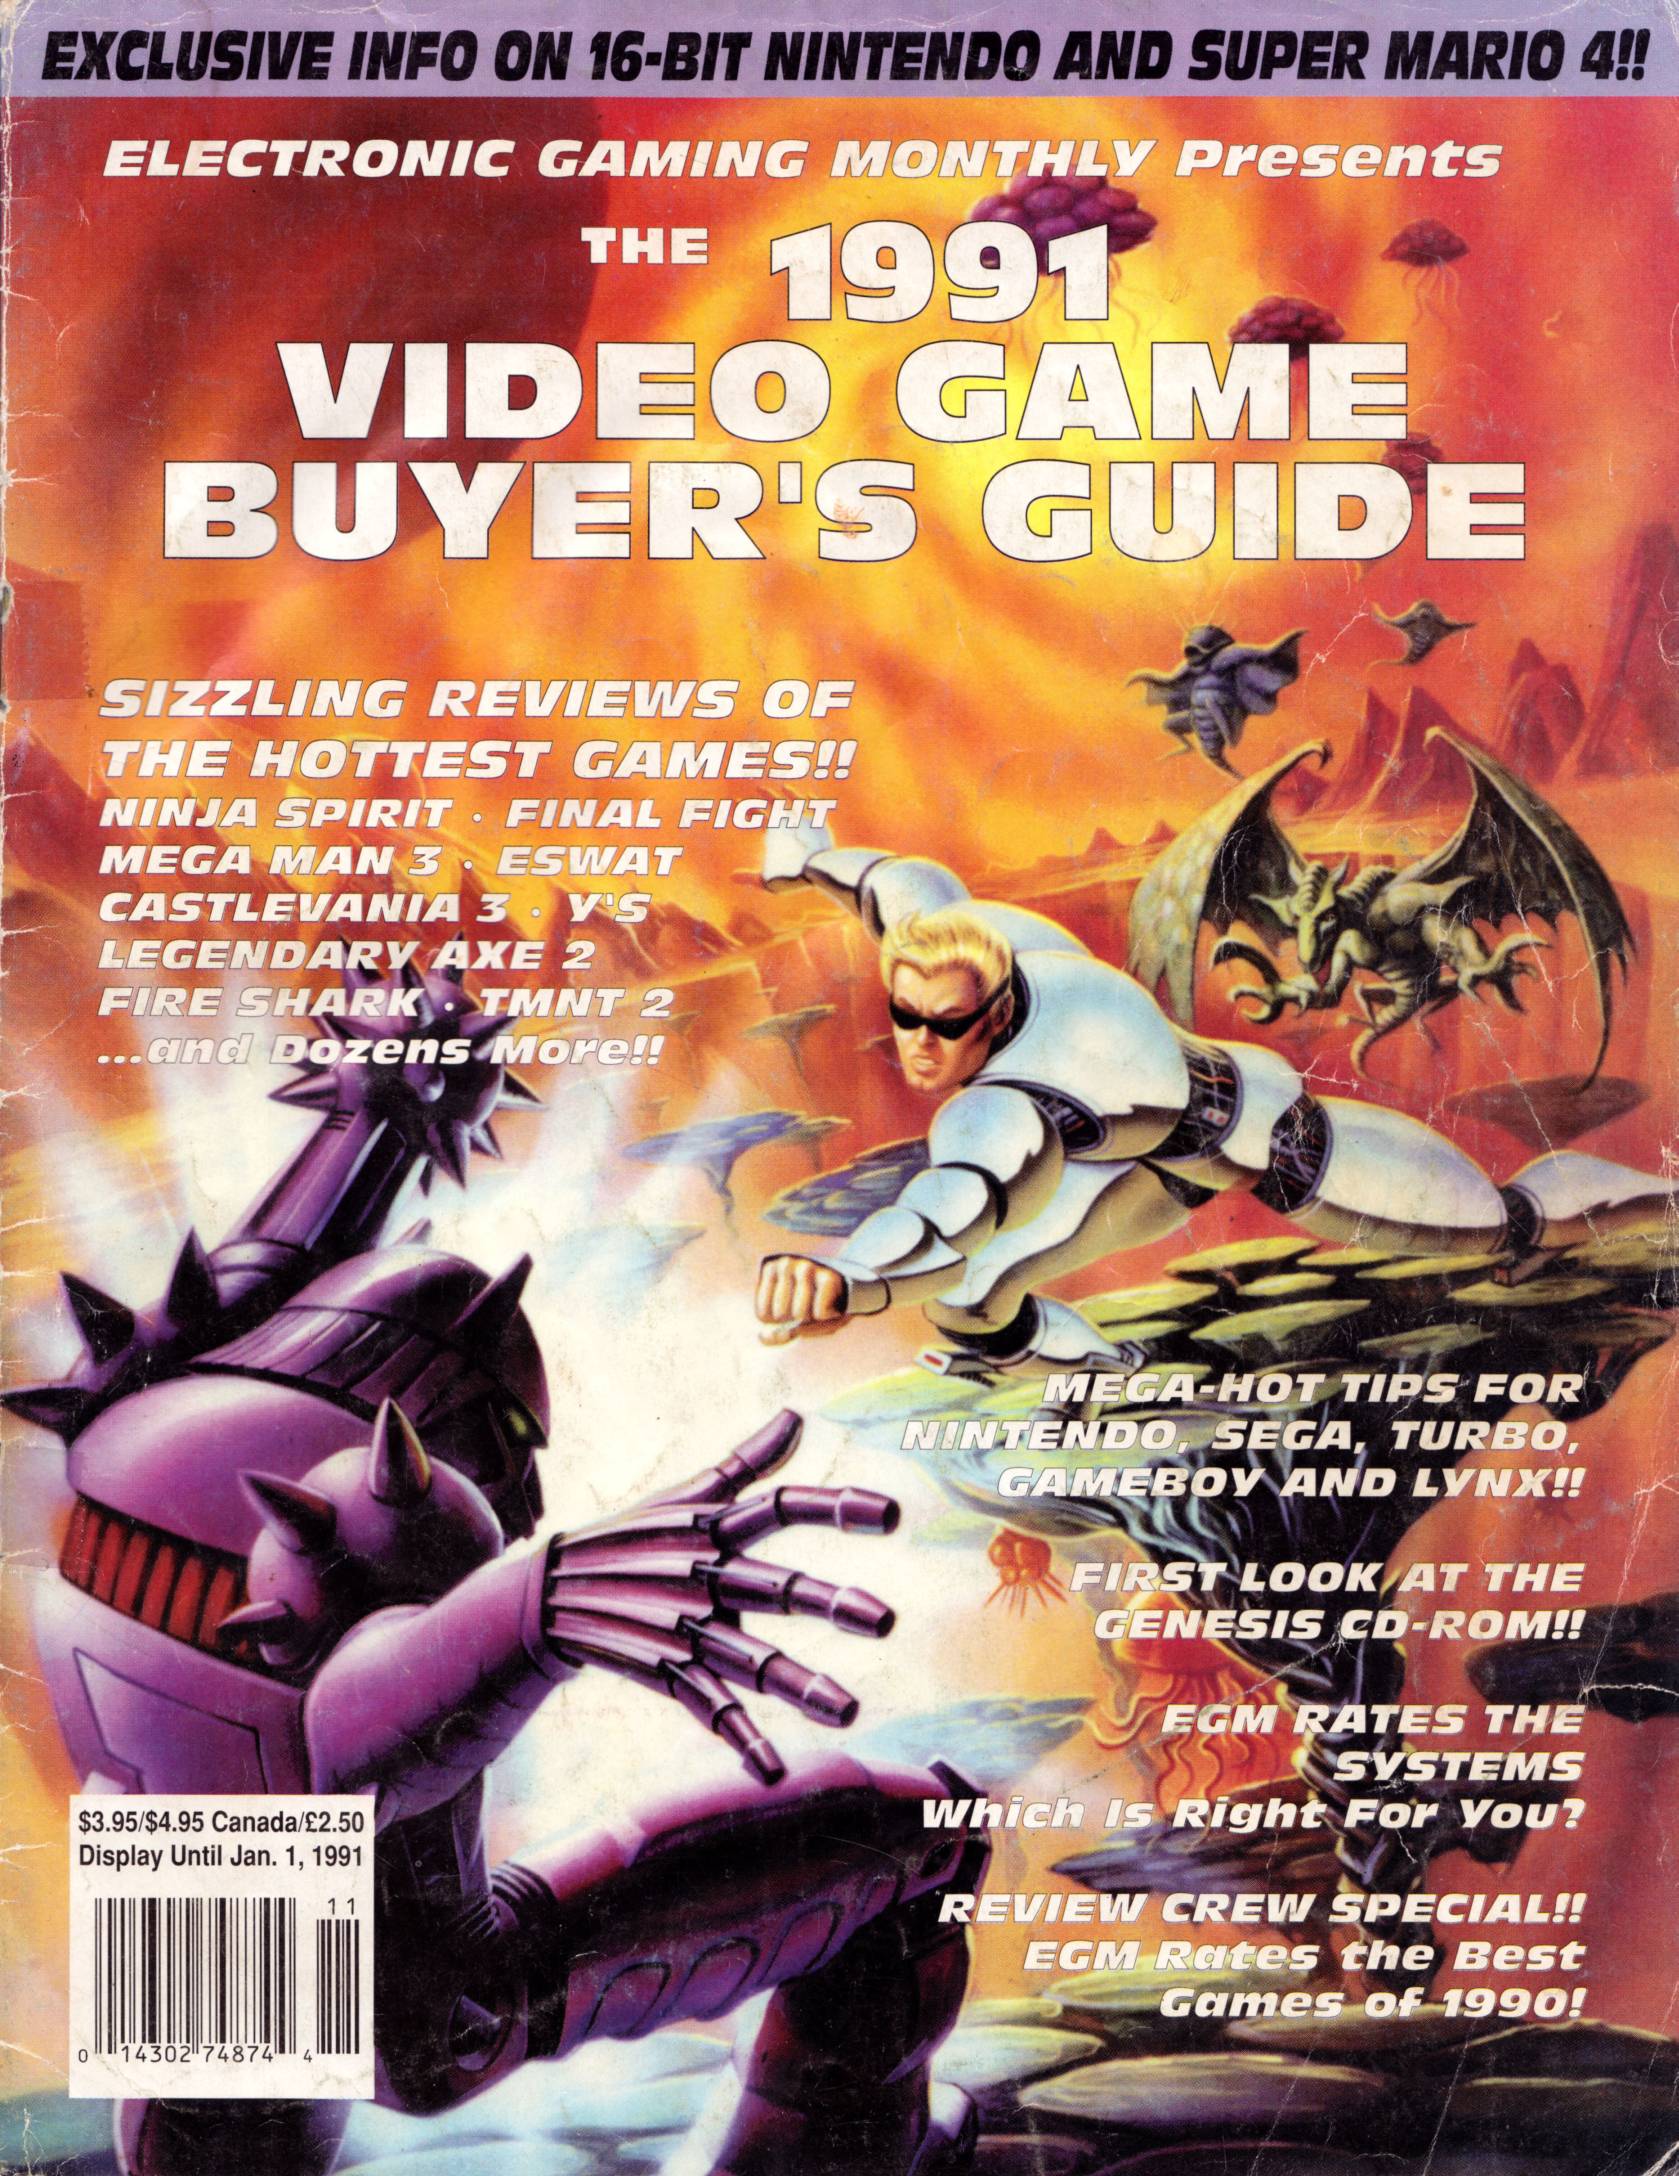 EXCLUSIVE INFO ON 16-BIT NINTENDO AND SUPER MARIO 4!!
ELECTRONIC GAMING MONTHLY Presents
THE 1991
VIDEO GAME
BUYER'S GUIDE
SIZZLING REVIEWS OF
THE HOTTEST GAMES!!
NINJA SPIRIT · FINAL FIGHT
MEGA MAN 3 · ESWAT
CASTLEVANIA 3 · Y'S
LEGENDARY AXE 2
FIRE SHARK · TMNT 2
...and Dozens More!!
MEGA-HOT TIPS FOR
NINTENDO, SEGA, TURBO,
GAMEBOY AND LYNX!!
FIRST LOOK AT THE
GENESIS CD-ROM!!
EGM RATES THE
SYSTEMS
Which Is Right For You?
REVIEW CREW SPECIAL!!
EGM Rates the Best
Games of 1990!
$3.95/$4.95 Canada/£2.50
Display Until Jan. 1, 1991
11
0 14302 74874 4